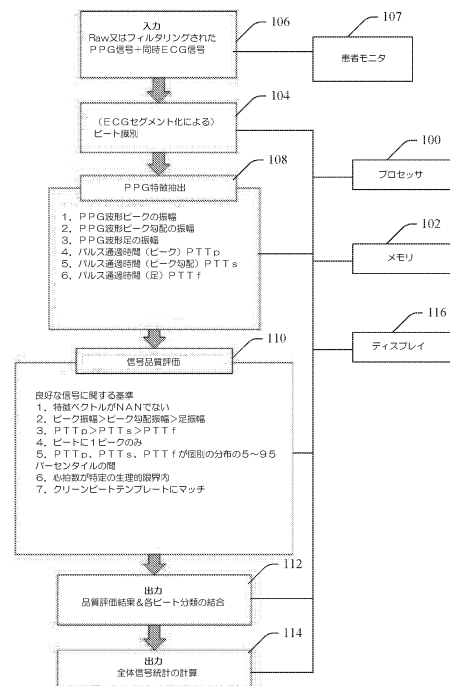 入力
Raw又はフィルタリングされた
PPG信号+同時ECG信号
106
107
患者モニタ
104
(ECGセグメント化による)
ビート識別
100
プロセッサ
108
PPG特徴抽出
1. PPG波形ピークの振幅
2. PPG波形ピーク勾配の振幅
3. PPG波形足の振幅
4. パルス通過時間(ピーク)PTTp
5. パルス通過時間(ピーク勾配)PTTs
6. パルス通過時間(足)PTTf
102
メモリ
116
ディスプレイ
110
信号品質評価
良好な信号に関する基準
1. 特徴ベクトルがNANでない
2. ピーク振幅>ピーク勾配振幅>足振幅
3. PTTp>PTTs>PTTf
4. ビートに1ピークのみ
5. PTTp、PTTs、PTTfが個別の分布の5~95
パーセンタイルの間
6. 心拍数が特定の生理的限界内
7. クリーンビートテンプレートにマッチ
112
出力
品質評価結果&各ビート分類の結合
114
出力
全体信号統計の計算